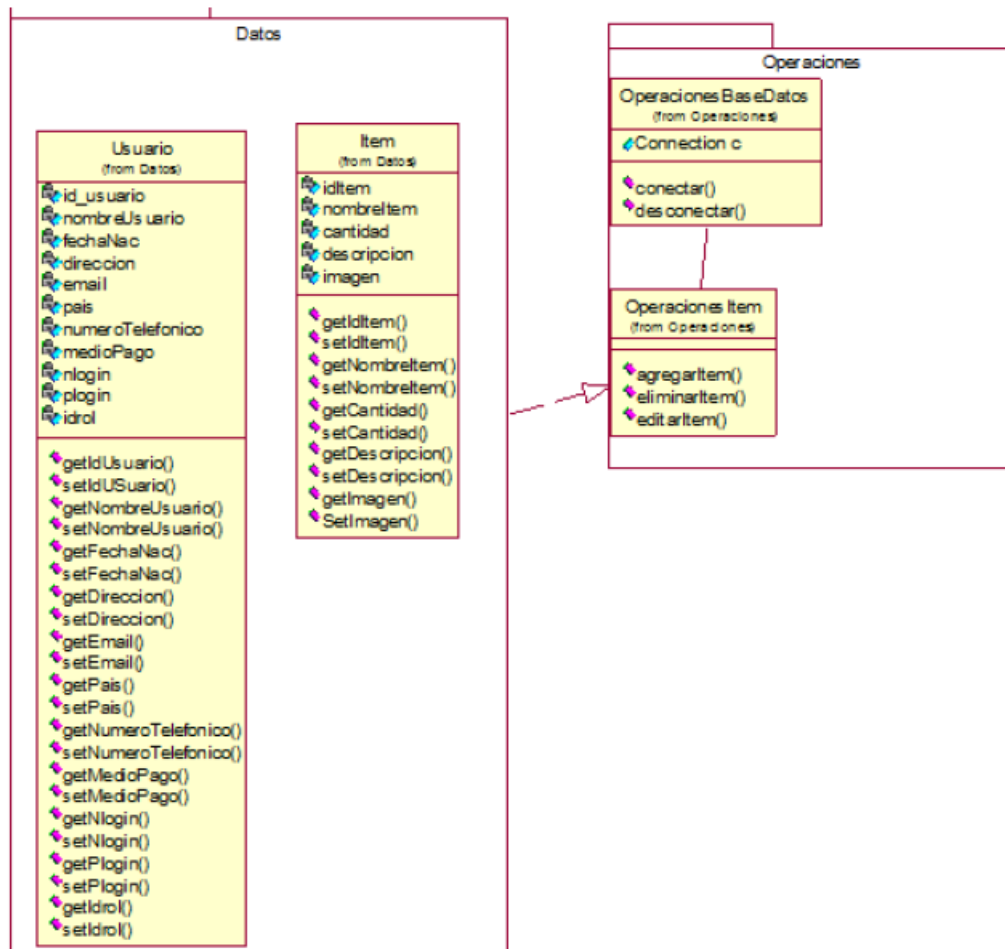 Datos
Usuario
(from Datos)
id_usuario
nombreUsuario
fechaNac
direccion
email
pais
numeroTelefonico
medioPago
nlogin
plogin
idrol
getIdUsuario()
setIdUSuario()
getNombreUsuario()
setNombreUsuario()
getFechaNac()
setFechaNac()
getDireccion()
setDireccion()
getEmail()
setEmail()
getPais()
setPais()
getNumeroTelefonico()
setNumeroTelefonico()
getMedioPago()
setMedioPago()
getNlogin()
setNlogin()
getPlogin()
setPlogin()
getIdrol()
setIdrol()
Item
(from Datos)
idItem
nombreItem
cantidad
descripcion
imagen
getIdItem()
setIdItem()
getNombreItem()
setNombreItem()
getCantidad()
setCantidad()
getDescripcion()
setDescripcion()
getImagen()
SetImagen()
Operaciones
OperacionesBaseDatos
(from Operaciones)
Connection c
conectar()
desconectar()
OperacionesItem
(from Operaciones)
agregarItem()
eliminarItem()
editarItem()